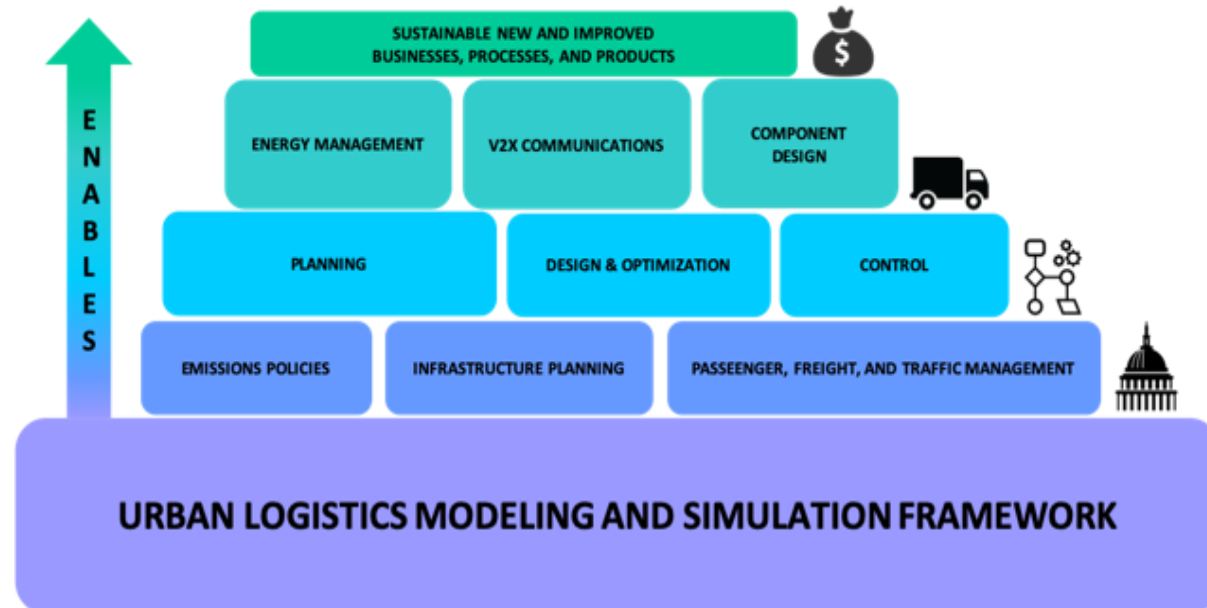 SUSTAINABLE NEW AND IMPROVED
BUSINESSES, PROCESSES, AND PRODUCTS
$
ENABLES
ENERGY MANAGEMENT
V2X COMMUNICATIONS
COMPONENT
DESIGN
PLANNING
DESIGN & OPTIMIZATION
CONTROL
EMISSIONS POLICIES
INFRASTRUCTURE PLANNING
PASSEENGER, FREIGHT, AND TRAFFIC MANAGEMENT
URBAN LOGISTICS MODELING AND SIMULATION FRAMEWORK